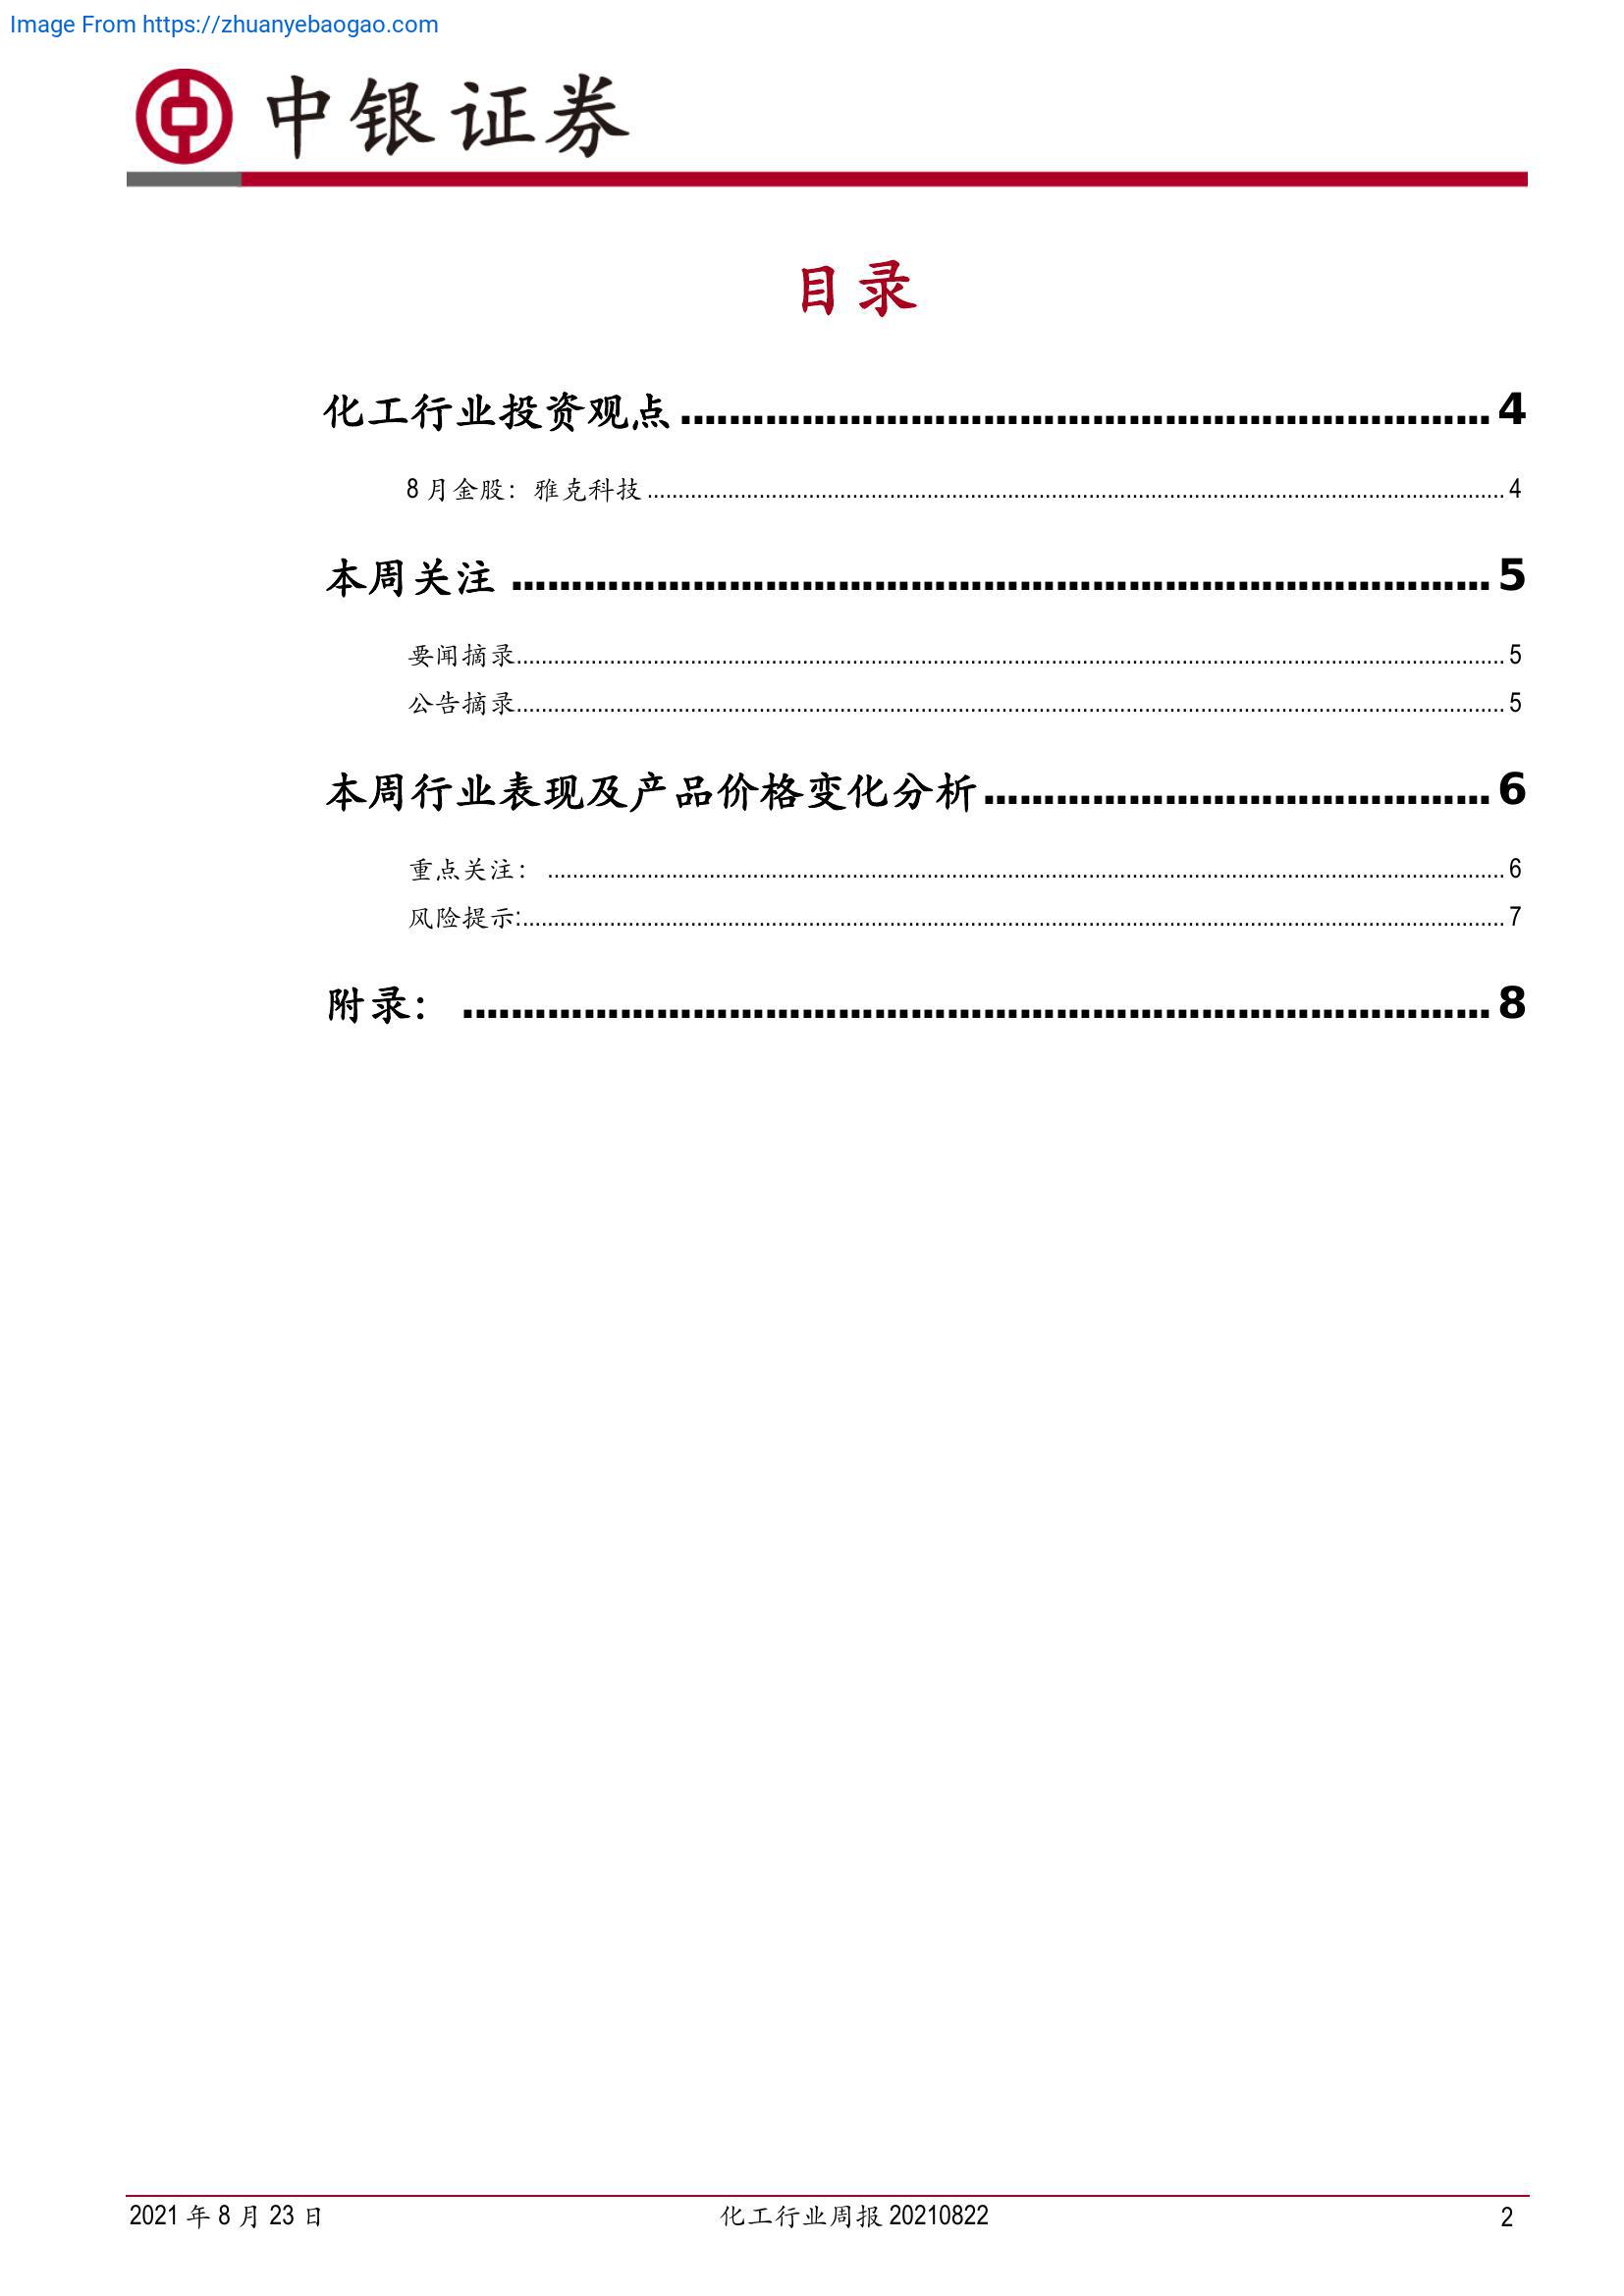 Image From https://zhuanyebaogao.com
中银证券
目录
化工行业投资观点 ........................................................... 4
8 月金股：雅克科技 ........................................................... 4
本周关注 ........................................................... 5
要闻摘录 ........................................................... 5
公告摘录 ........................................................... 5
本周行业表现及产品价格变化分析 ........................................................... 6
重点关注： ........................................................... 6
风险提示: ........................................................... 7
附录： ........................................................... 8
2021 年 8 月 23 日 化工行业周报 20210822 2